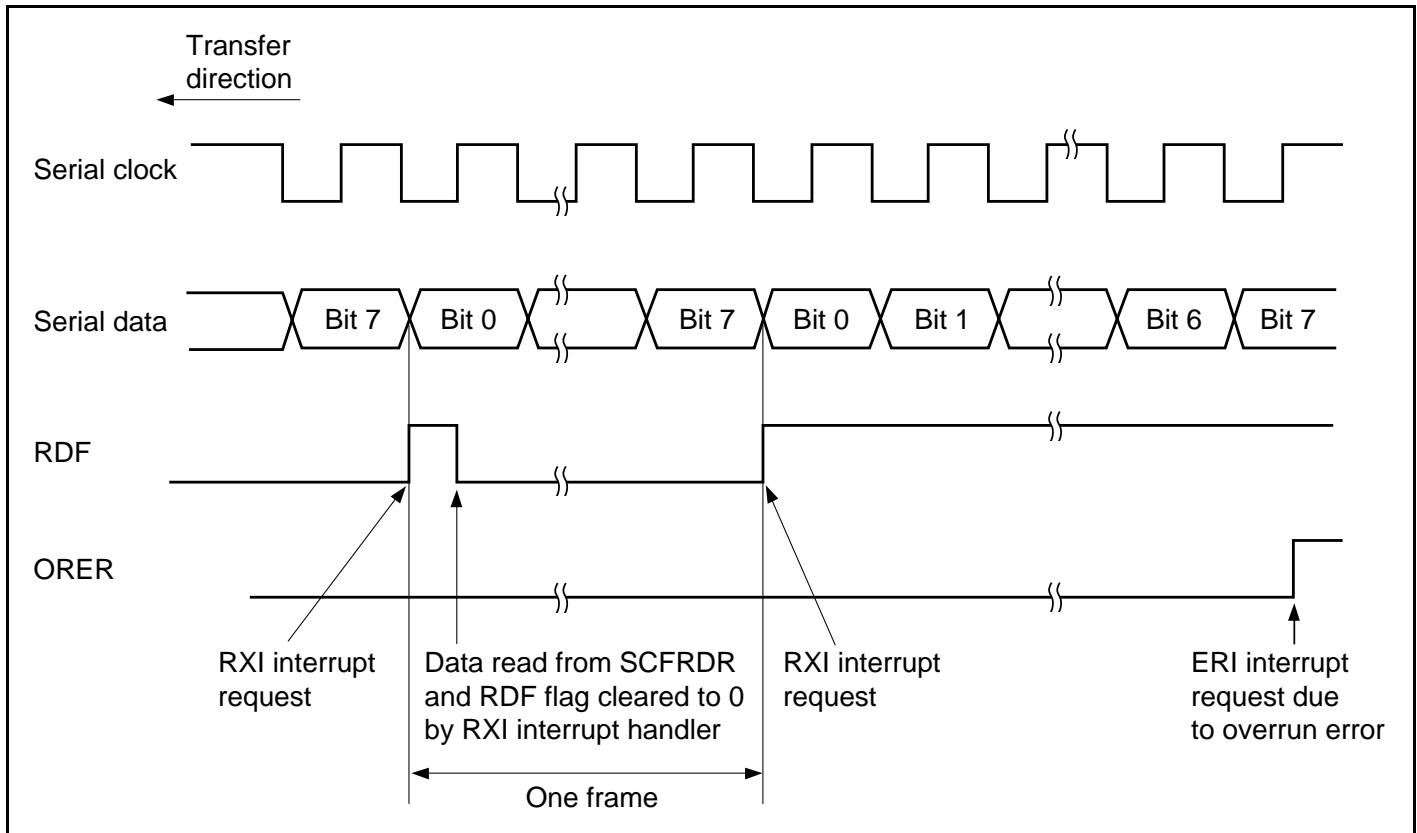 Transfer
direction
Serial clock
Serial data
Bit 7
Bit 0
Bit 7
Bit 0
Bit 1
Bit 6
Bit 7
RDF
ORER
RXI interrupt
request
Data read from SCFRDR
and RDF flag cleared to 0
by RXI interrupt handler
RXI interrupt
request
ERI interrupt
request due
to overrun error
One frame